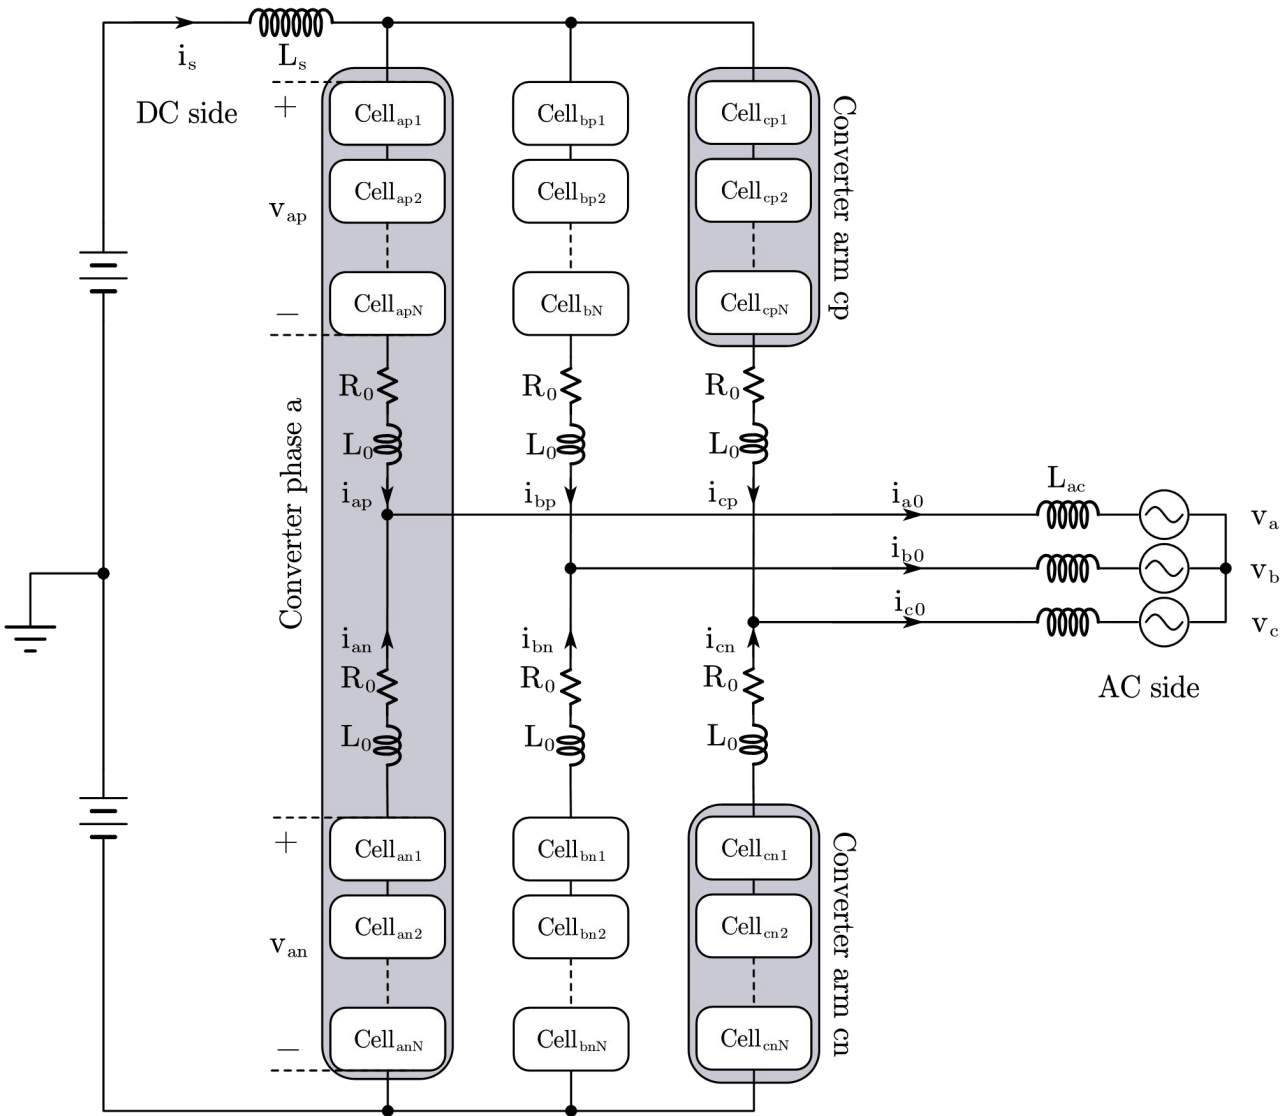 i_s
L_s
DC side
+
v_ap
−
Cell_ap1
Cell_ap2
Cell_apN
R_0
L_0
i_ap
Converter phase a
i_an
R_0
L_0
+
v_an
−
Cell_an1
Cell_an2
Cell_anN
Cell_bp1
Cell_bp2
Cell_bN
R_0
L_0
i_bp
i_bn
R_0
L_0
Cell_bn1
Cell_bn2
Cell_bnN
Cell_cp1
Cell_cp2
Cell_cpN
Converter arm cp
R_0
L_0
i_cp
i_cn
R_0
L_0
Cell_cn1
Cell_cn2
Cell_cnN
Converter arm cn
i_a0
i_b0
i_c0
L_ac
v_a
v_b
v_c
AC side